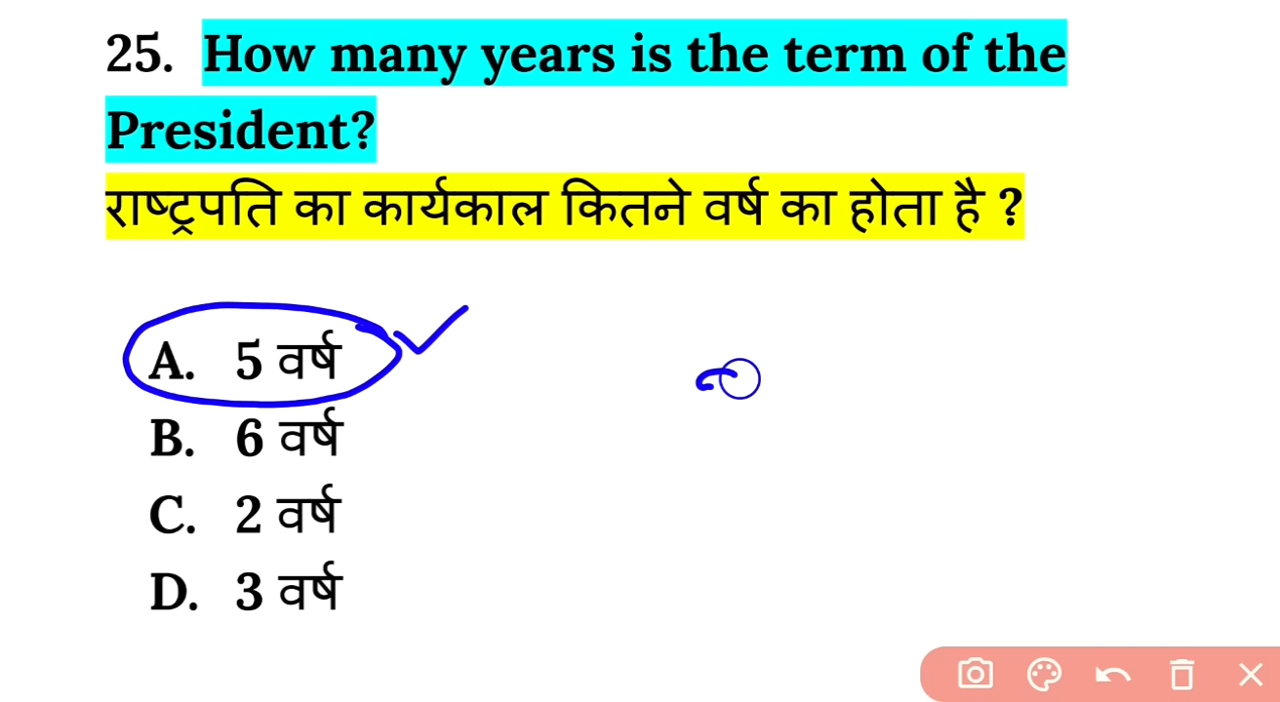 25. How many years is the term of the
President?
राष्ट्रपति का कार्यकाल कितने वर्ष का होता है ?
A. 5 वर्ष
B. 6 वर्ष
C. 2 वर्ष
D. 3 वर्ष